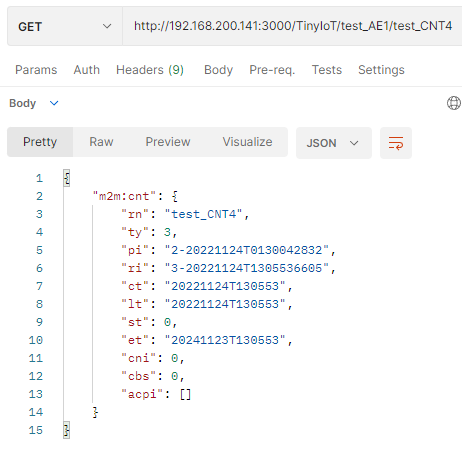 GET http://192.168.200.141:3000/TinyIoT/test_AE1/test_CNT4
Params Auth Headers (9) Body Pre-req. Tests Settings
Body
Pretty Raw Preview Visualize JSON
1 {
2 "m2m:cnt": {
3 "rn": "test_CNT4",
4 "ty": 3,
5 "pi": "2-20221124T0130042832",
6 "ri": "3-20221124T1305536605",
7 "ct": "20221124T130553",
8 "lt": "20221124T130553",
9 "st": 0,
10 "et": "20241123T130553",
11 "cni": 0,
12 "cbs": 0,
13 "acpi": []
14 }
15 }